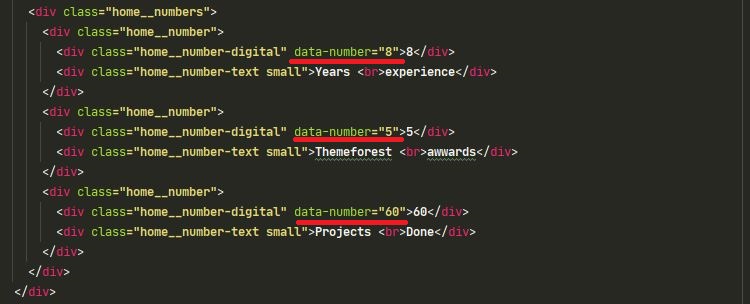 <div class="home__numbers">
<div class="home__number">
<div class="home__number-digital" data-number="8">8</div>
<div class="home__number-text small">Years <br>experience</div>
</div>
<div class="home__number">
<div class="home__number-digital" data-number="5">5</div>
<div class="home__number-text small">Themeforest <br>awwards</div>
</div>
<div class="home__number">
<div class="home__number-digital" data-number="60">60</div>
<div class="home__number-text small">Projects <br>Done</div>
</div>
</div>
</div>